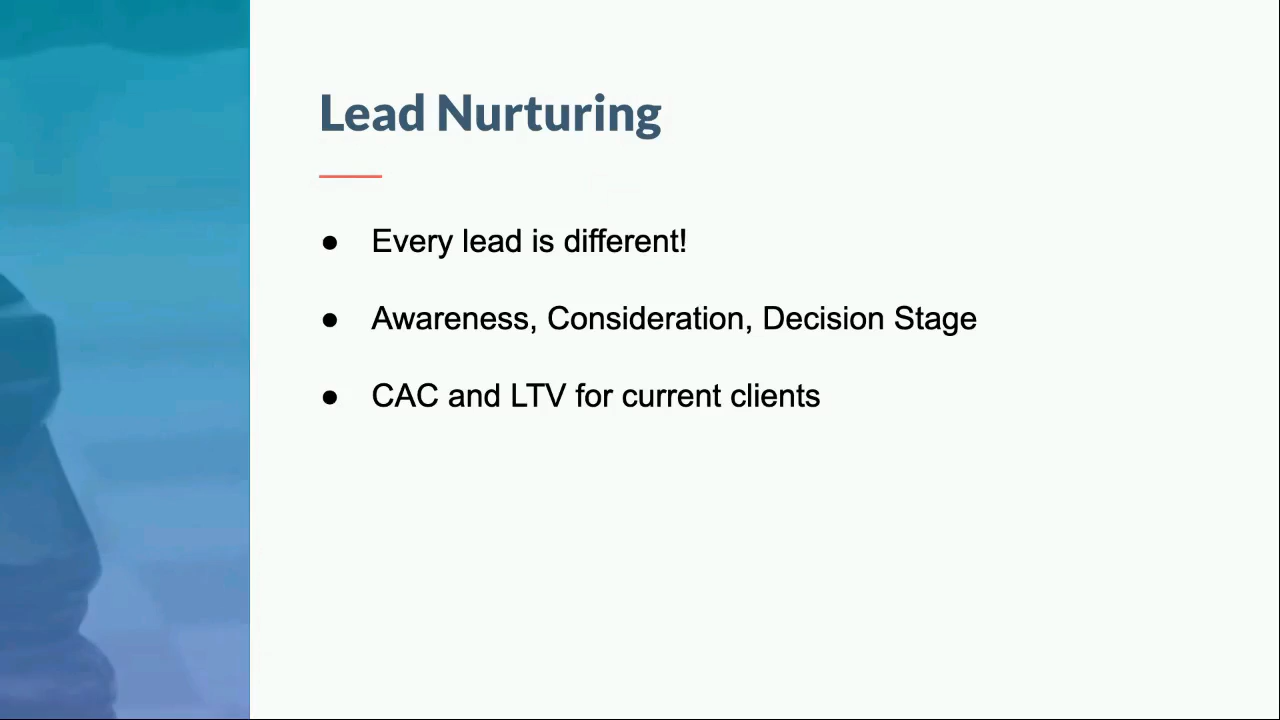 Lead Nurturing
● Every lead is different!
● Awareness, Consideration, Decision Stage
● CAC and LTV for current clients